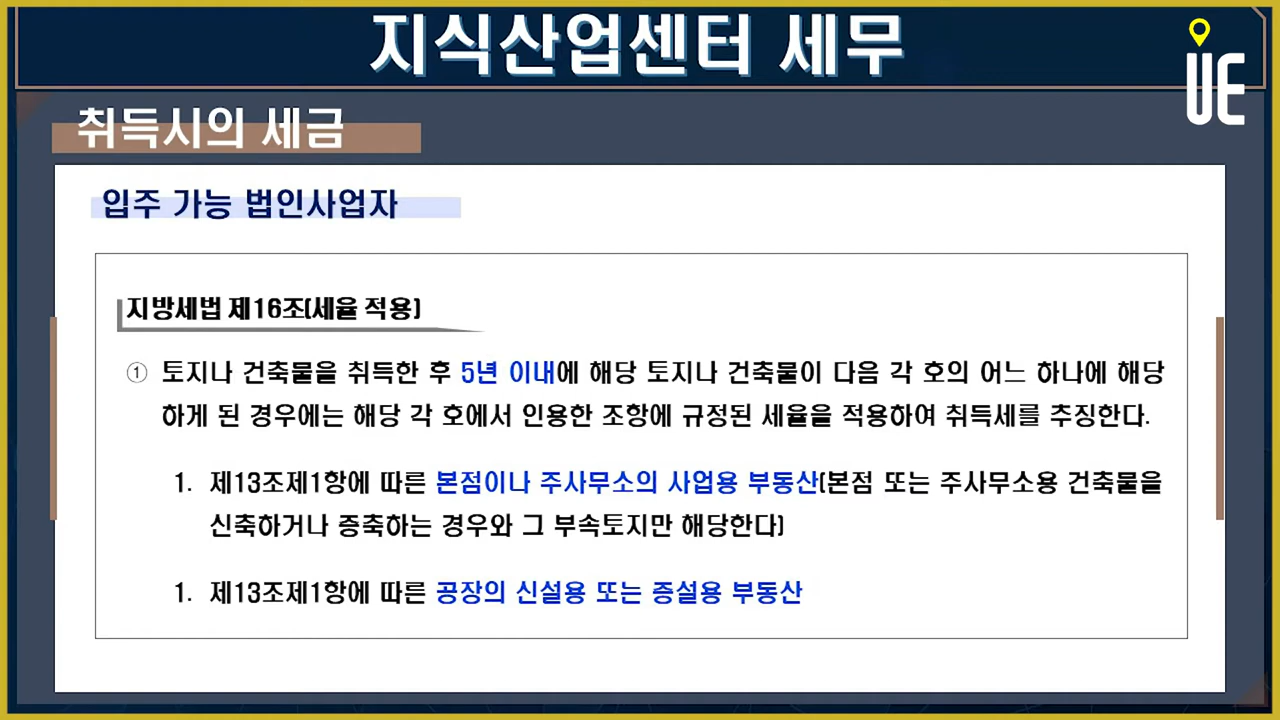 지식산업센터 세무
UE
취득시의 세금
입주 가능 법인사업자
지방세법 제16조(세율 적용)
① 토지나 건축물을 취득한 후 5년 이내에 해당 토지나 건축물이 다음 각 호의 어느 하나에 해당
하게 된 경우에는 해당 각 호에서 인용한 조항에 규정된 세율을 적용하여 취득세를 추징한다.
1. 제13조제1항에 따른 본점이나 주사무소의 사업용 부동산(본점 또는 주사무소용 건축물을
신축하거나 증축하는 경우와 그 부속토지만 해당한다)
1. 제13조제1항에 따른 공장의 신설용 또는 증설용 부동산